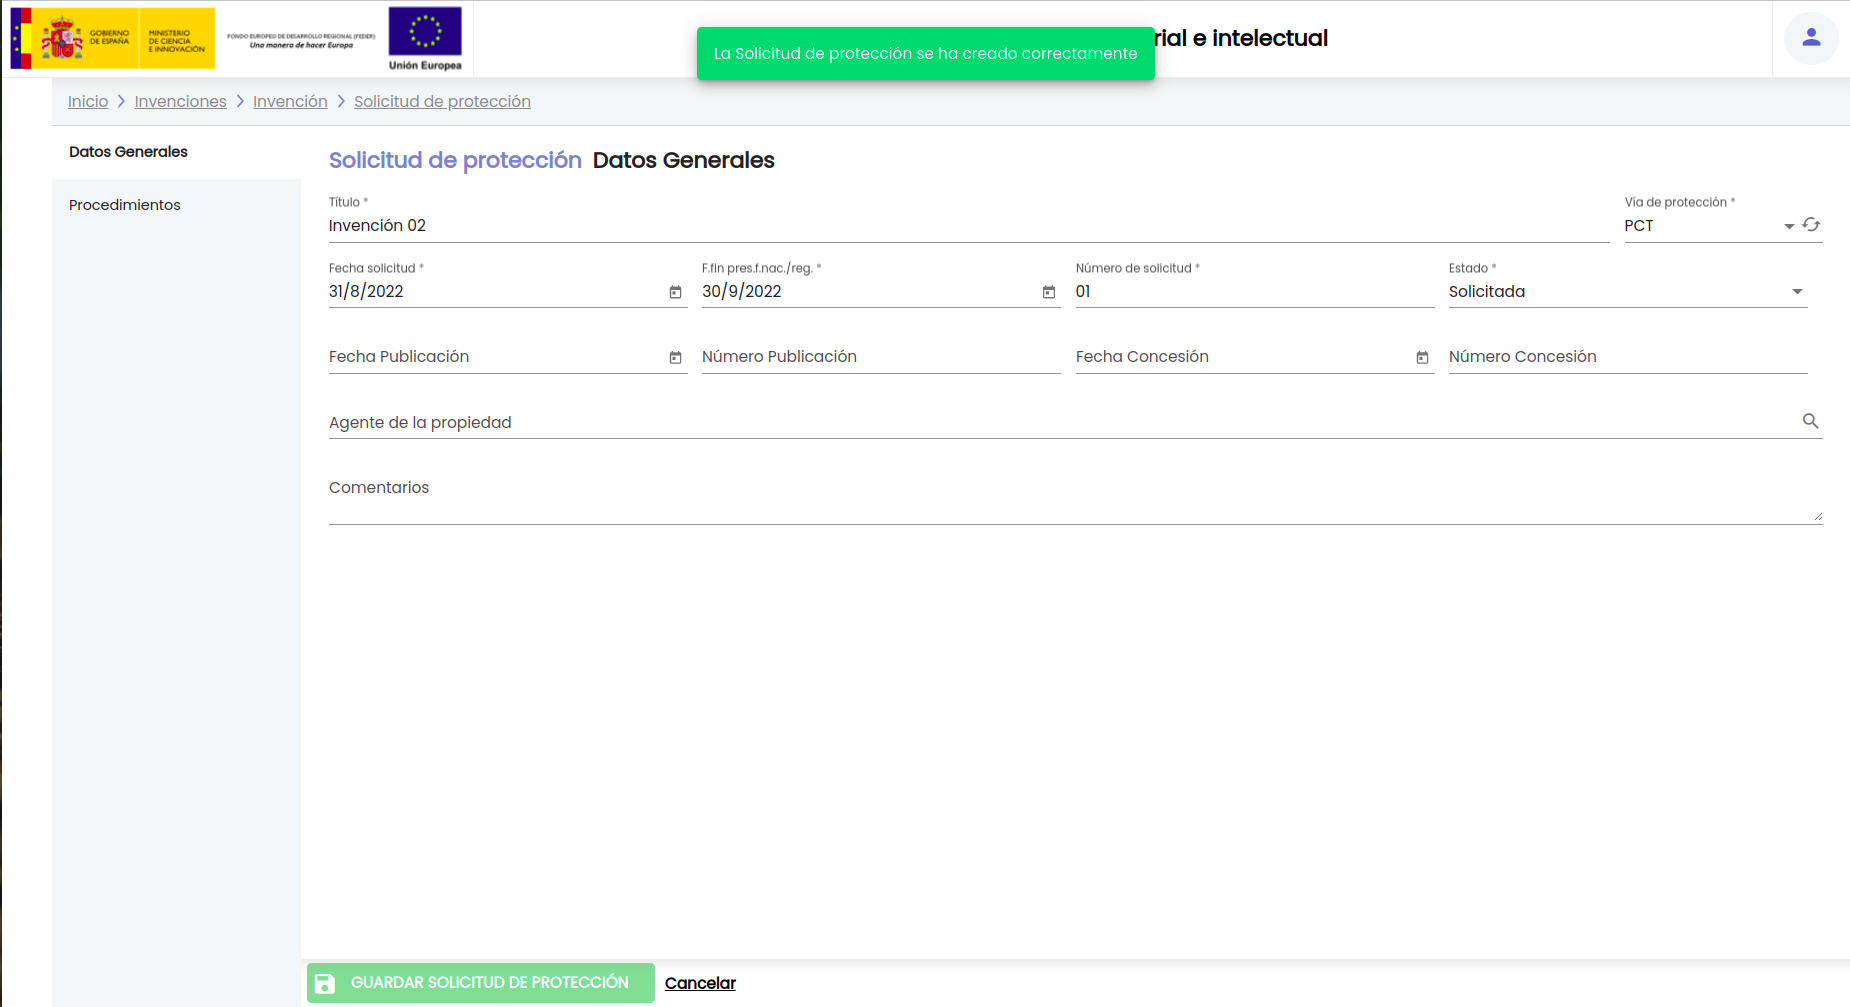 GOBIERNO
DE ESPAÑA
MINISTERIO
DE CIENCIA
E INNOVACIÓN
FONDO EUROPEO DE DESARROLLO REGIONAL (FEDER)
Una manera de hacer Europa
Unión Europea
La Solicitud de protección se ha creado correctamente
rial e intelectual
Inicio > Invenciones > Invención > Solicitud de protección
Datos Generales
Procedimientos
Solicitud de protección Datos Generales
Título * Vía de protección *
Invención 02 PCT
Fecha solicitud * F.fin pres.f.nac./reg. * Número de solicitud * Estado *
31/8/2022 30/9/2022 01 Solicitada
Fecha Publicación Número Publicación Fecha Concesión Número Concesión
Agente de la propiedad
Comentarios
GUARDAR SOLICITUD DE PROTECCIÓN Cancelar